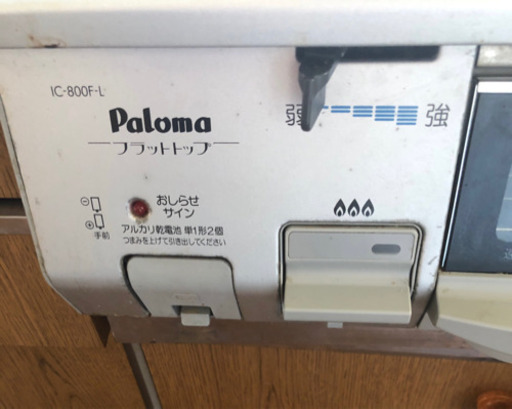 IC-800F-L
Paloma
フラットトップ
弱 強
おしらせ
サイン
⊖
⊕
手前
アルカリ乾電池 単1形2個
つまみを上げて引き出してください